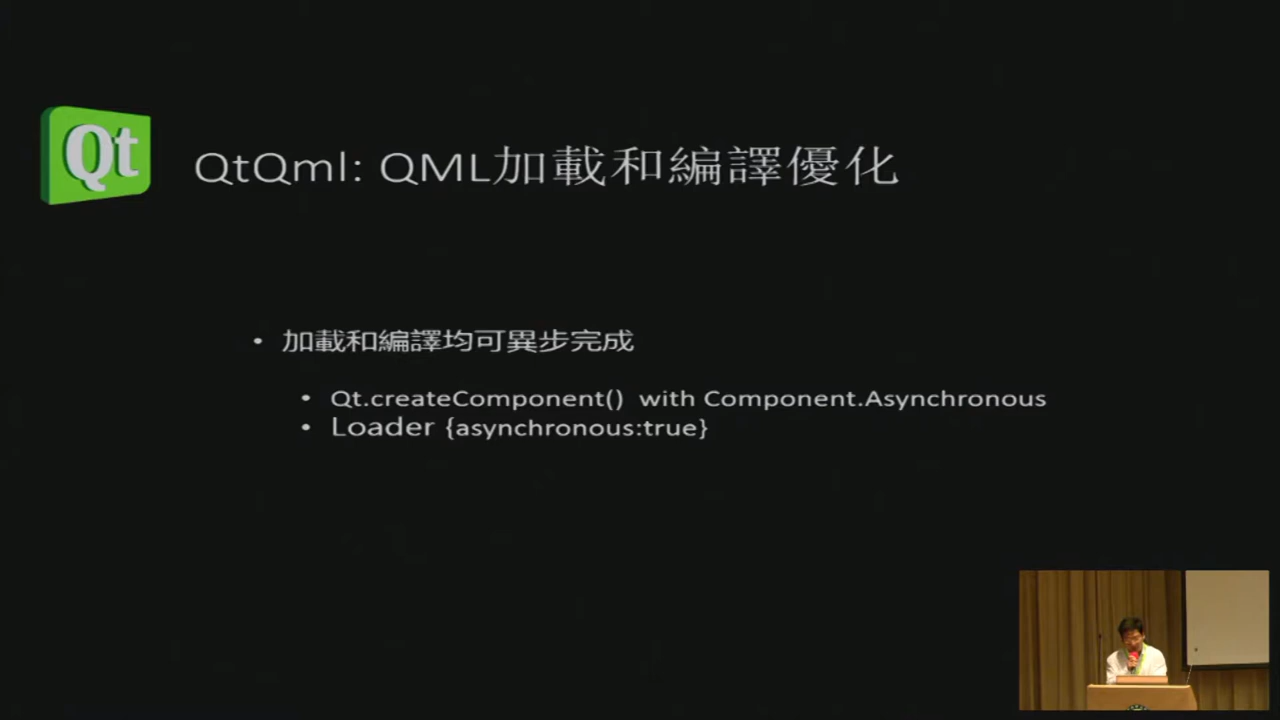 Qt
QtQml: QML加載和編譯優化
• 加載和編譯均可異步完成
• Qt.createComponent() with Component.Asynchronous
• Loader {asynchronous:true}